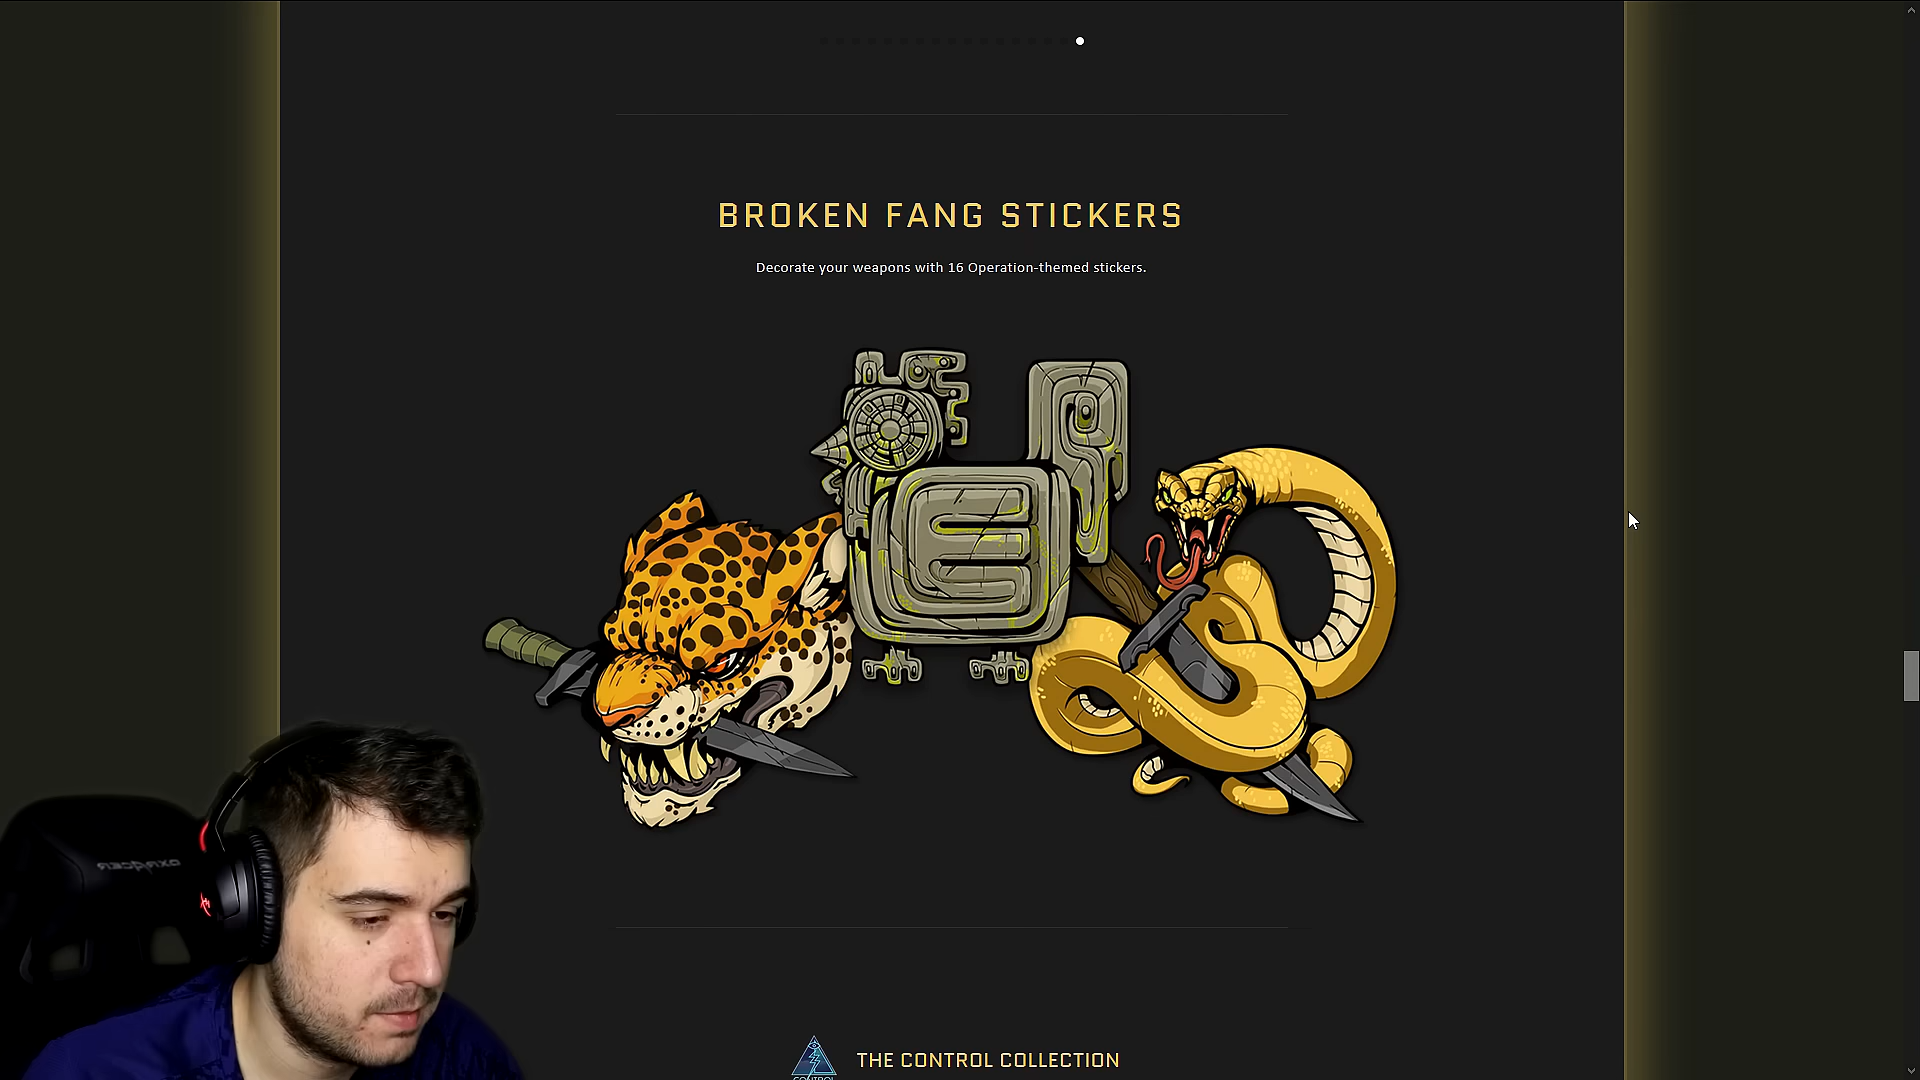 BROKEN FANG STICKERS
Decorate your weapons with 16 Operation-themed stickers.
THE CONTROL COLLECTION